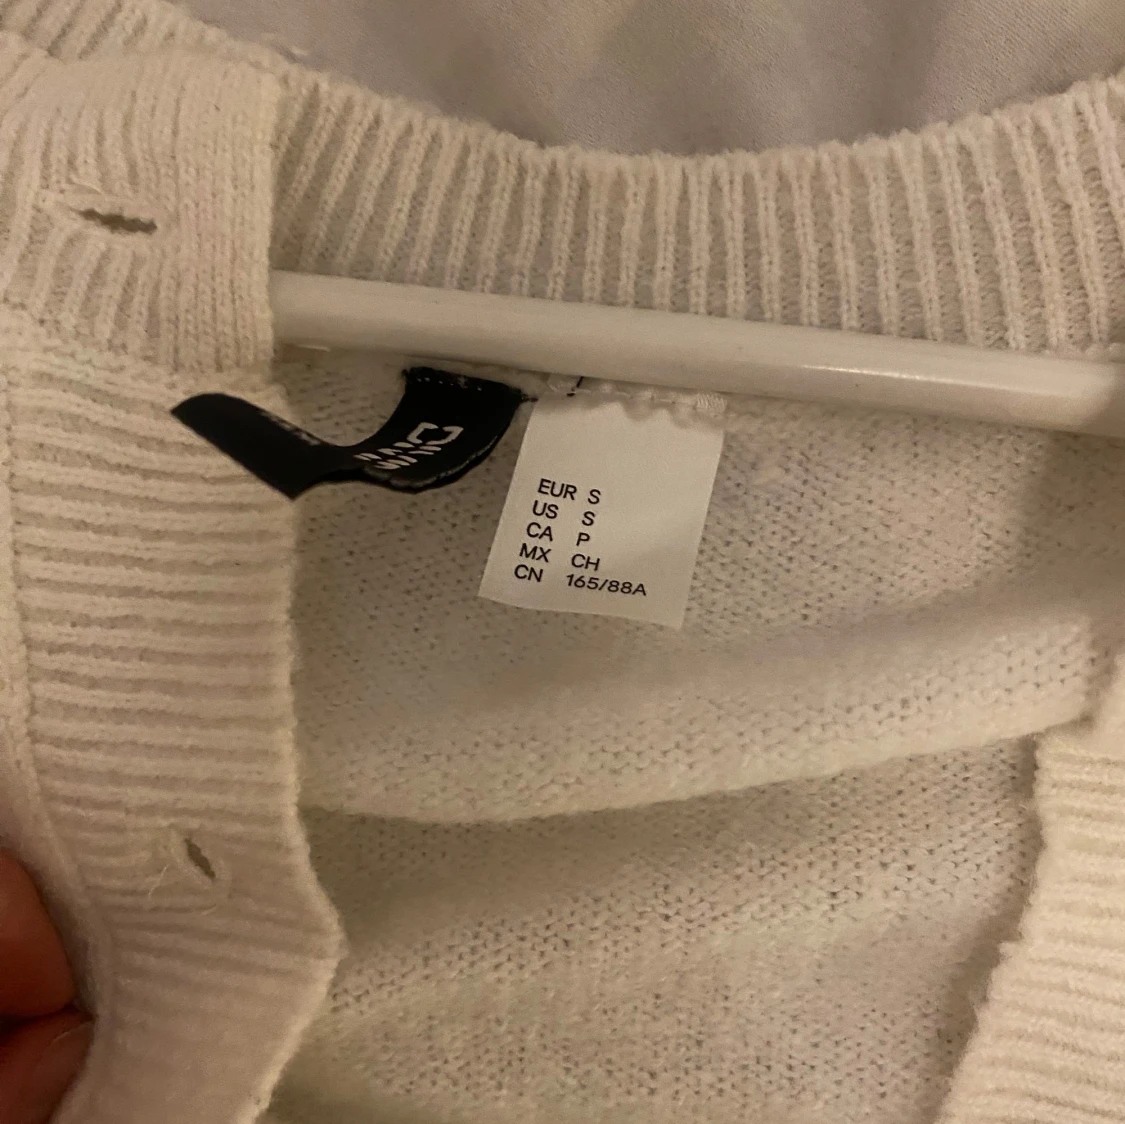 EUR S
US S
CA P
MX CH
CN 165/88A